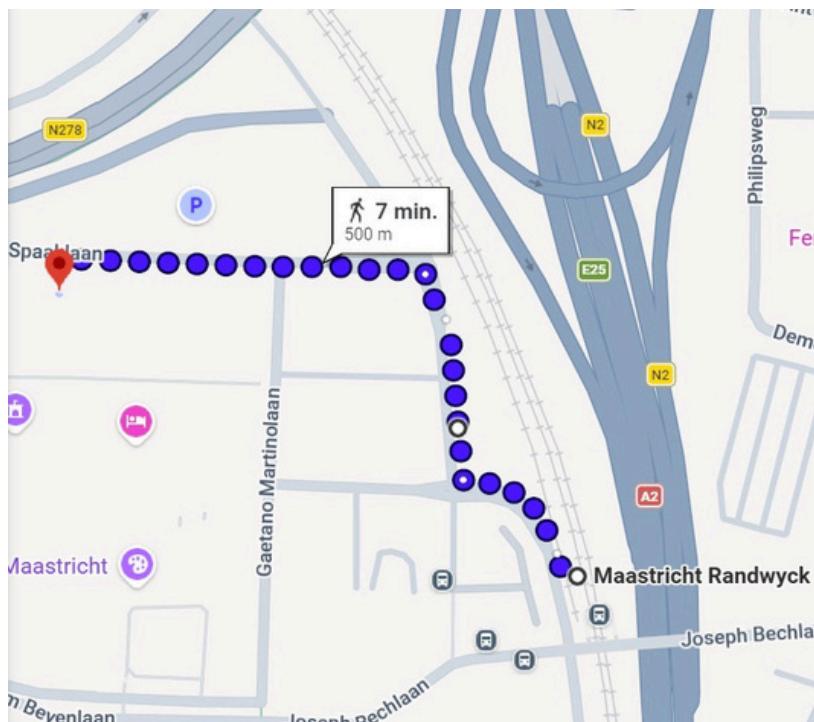 N278
N2
Philipsweg
P
7 min.
500 m
Spaaklaan
Fe
E25
Dem
N2
Gaetano Martinolaan
A2
Maastricht
Maastricht Randwyck
Joseph Bechla
Joseph Bechlaan
m Beyenlaan